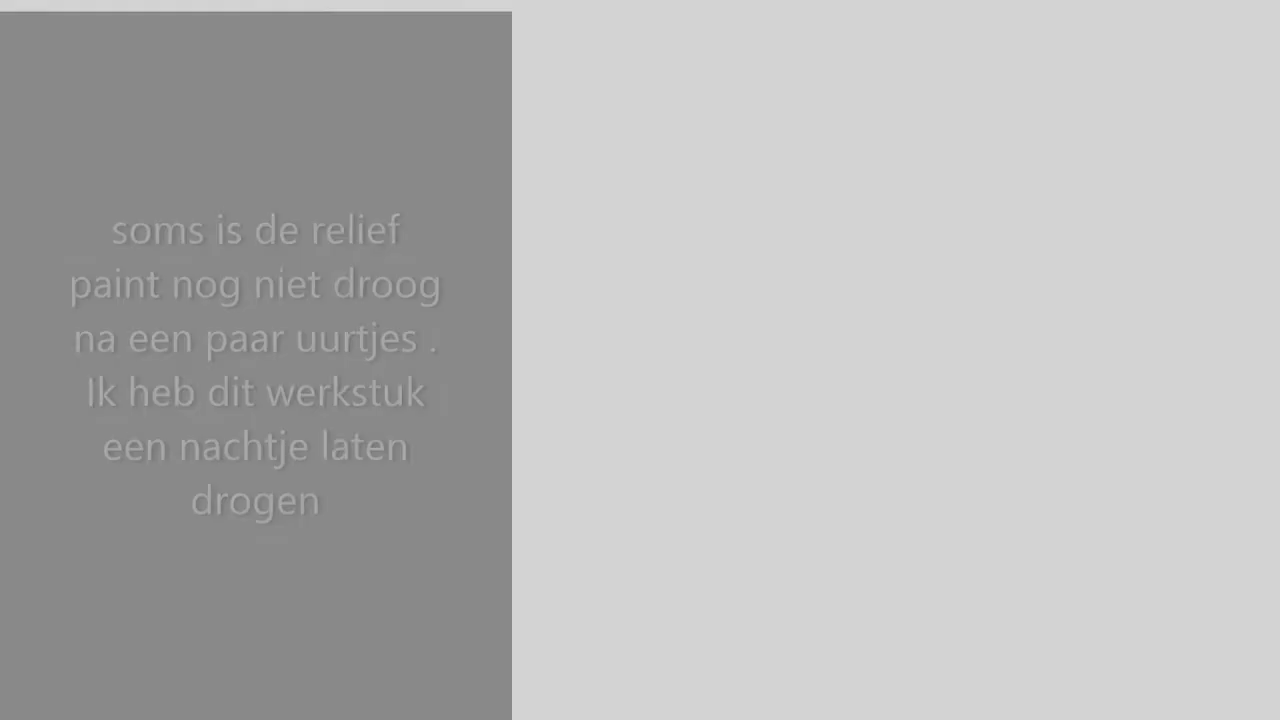 soms is de relief
paint nog niet droog
na een paar uurtjes .
Ik heb dit werkstuk
een nachtje laten
drogen